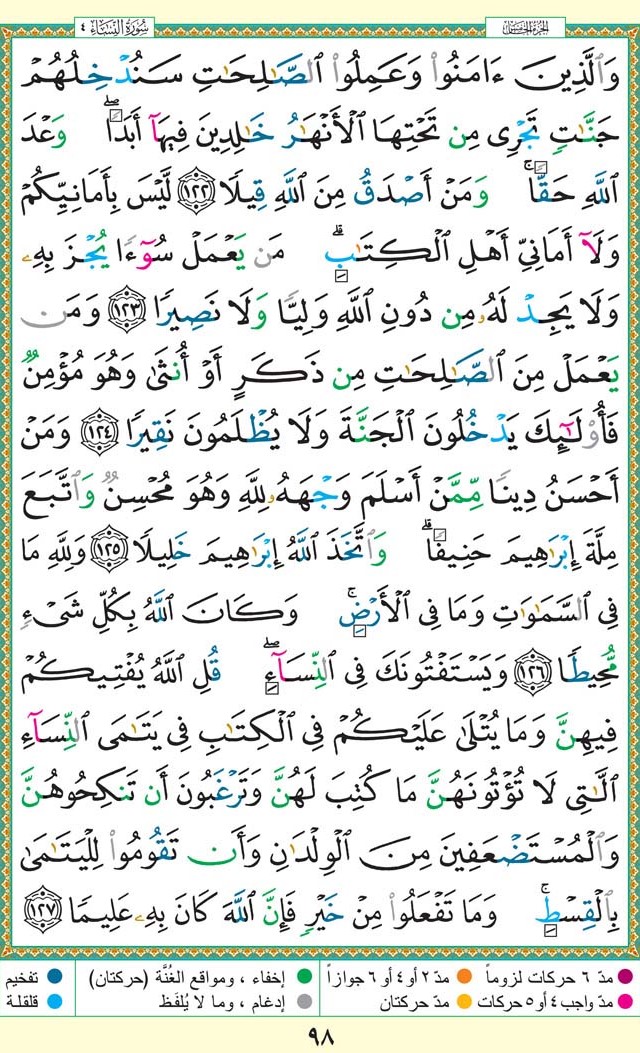 سُورَةُ النِّسَاءِ ٤
الجزء الخامس
وَٱلَّذِينَ ءَامَنُوا۟ وَعَمِلُوا۟ ٱلصَّـٰلِحَـٰتِ سَنُدْخِلُهُمْ
جَنَّـٰتٍ تَجْرِى مِن تَحْتِهَا ٱلْأَنْهَـٰرُ خَـٰلِدِينَ فِيهَآ أَبَدًا ۖ وَعْدَ
ٱللَّهِ حَقًّا ۚ وَمَنْ أَصْدَقُ مِنَ ٱللَّهِ قِيلًا ١٢٢ لَّيْسَ بِأَمَانِيِّكُمْ
وَلَآ أَمَانِىِّ أَهْلِ ٱلْكِتَـٰبِ ۗ مَن يَعْمَلْ سُوٓءًا يُجْزَ بِهِۦ
وَلَا يَجِدْ لَهُۥ مِن دُونِ ٱللَّهِ وَلِيًّا وَلَا نَصِيرًا ١٢٣ وَمَن
يَعْمَلْ مِنَ ٱلصَّـٰلِحَـٰتِ مِن ذَكَرٍ أَوْ أُنثَىٰ وَهُوَ مُؤْمِنٌ
فَأُو۟لَـٰٓئِكَ يَدْخُلُونَ ٱلْجَنَّةَ وَلَا يُظْلَمُونَ نَقِيرًا ١٢٤ وَمَنْ
أَحْسَنُ دِينًا مِّمَّنْ أَسْلَمَ وَجْهَهُۥ لِلَّهِ وَهُوَ مُحْسِنٌ وَٱتَّبَعَ
مِلَّةَ إِبْرَٰهِيمَ حَنِيفًا ۗ وَٱتَّخَذَ ٱللَّهُ إِبْرَٰهِيمَ خَلِيلًا ١٢٥ وَلِلَّهِ مَا
فِى ٱلسَّمَـٰوَٰتِ وَمَا فِى ٱلْأَرْضِ ۚ وَكَانَ ٱللَّهُ بِكُلِّ شَىْءٍ
مُّحِيطًا ١٢٦ وَيَسْتَفْتُونَكَ فِى ٱلنِّسَآءِ ۖ قُلِ ٱللَّهُ يُفْتِيكُمْ
فِيهِنَّ وَمَا يُتْلَىٰ عَلَيْكُمْ فِى ٱلْكِتَـٰبِ فِى يَتَـٰمَى ٱلنِّسَآءِ
ٱلَّـٰتِى لَا تُؤْتُونَهُنَّ مَا كُتِبَ لَهُنَّ وَتَرْغَبُونَ أَن تَنكِحُوهُنَّ
وَٱلْمُسْتَضْعَفِينَ مِنَ ٱلْوِلْدَٰنِ وَأَن تَقُومُوا۟ لِلْيَتَـٰمَىٰ
بِٱلْقِسْطِ ۚ وَمَا تَفْعَلُوا۟ مِنْ خَيْرٍ فَإِنَّ ٱللَّهَ كَانَ بِهِۦ عَلِيمًا ١٢٧
مدّ ٦ حركات لزوماً مدّ ٢ أو ٤ أو ٦ جوازاً إخفاء ، ومواقع الغُنَّة (حركتان) تفخيم
مدّ واجب ٤ أو ٥ حركات مدّ حركتان إدغام ، وما لا يُلفَظ قلقلة
٩٨